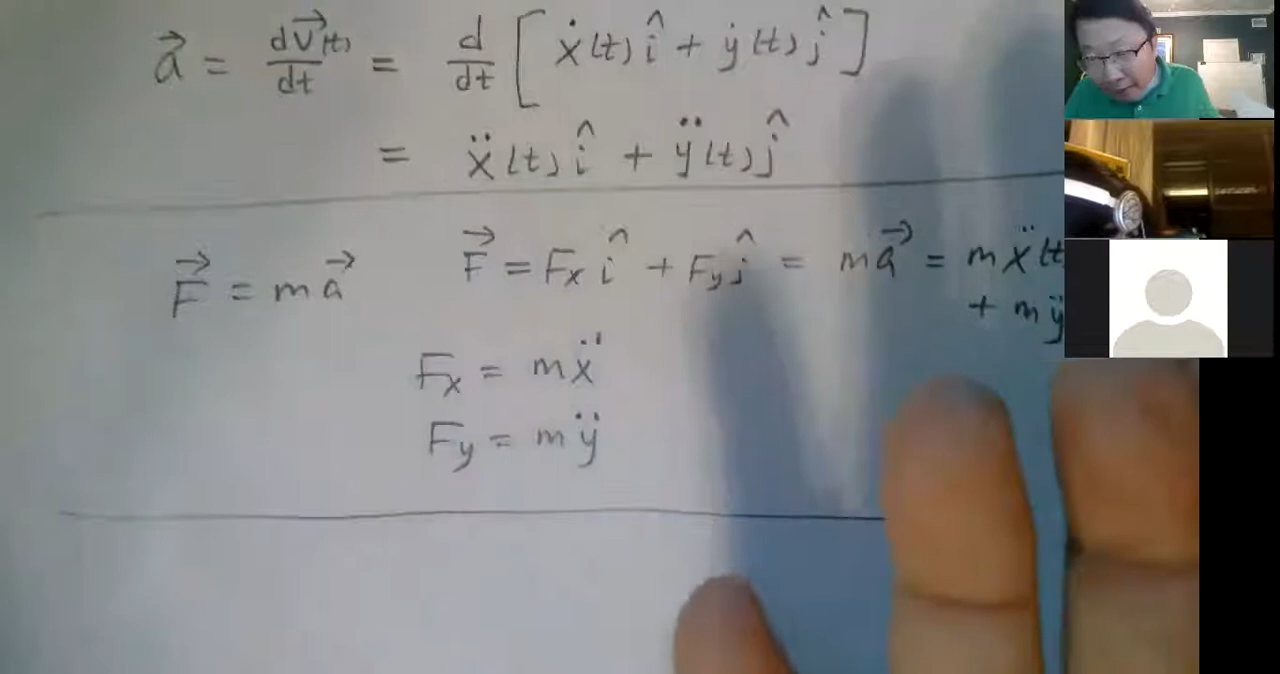 a⃗ = dV⃗(t)/dt = d/dt [ ẋ(t) î + ẏ(t) ĵ ]
= ẍ(t) î + ÿ(t) ĵ
F⃗ = m a⃗ F⃗ = Fx î + Fy ĵ = m a⃗ = m ẍ(t)
+ m ÿ
Fx = m ẍ
Fy = m ÿ